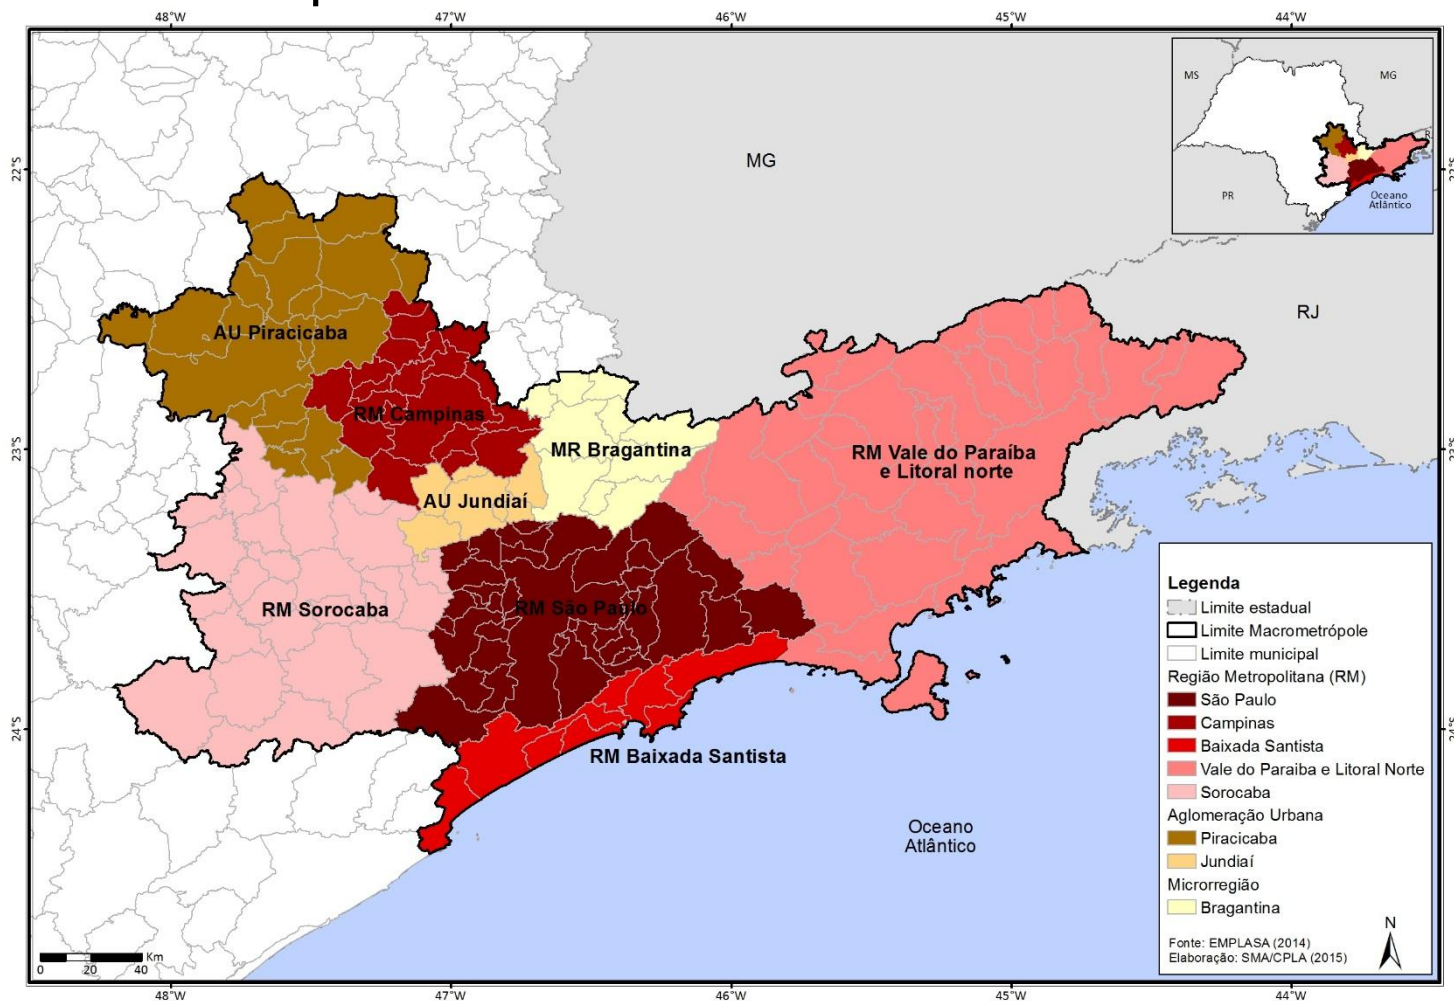 48°W 47°W 46°W 45°W 44°W
MS
MG
R
PR
Oceano
Atlântico
MG
22°S
RJ
AU Piracicaba
RM Campinas
MR Bragantina
RM Vale do Paraíba
e Litoral norte
23°S
AU Jundiaí
RM Sorocaba
RM São Paulo
24°S
RM Baixada Santista
Oceano
Atlântico
Legenda
Limite estadual
Limite Macrometrópole
Limite municipal
Região Metropolitana (RM)
São Paulo
Campinas
Baixada Santista
Vale do Paraiba e Litoral Norte
Sorocaba
Aglomeração Urbana
Piracicaba
Jundiaí
Microrregião
Bragantina
Fonte: EMPLASA (2014)
Elaboração: SMA/CPLA (2015)
N
Km
0 20 40
48°W 47°W 46°W 45°W 44°W